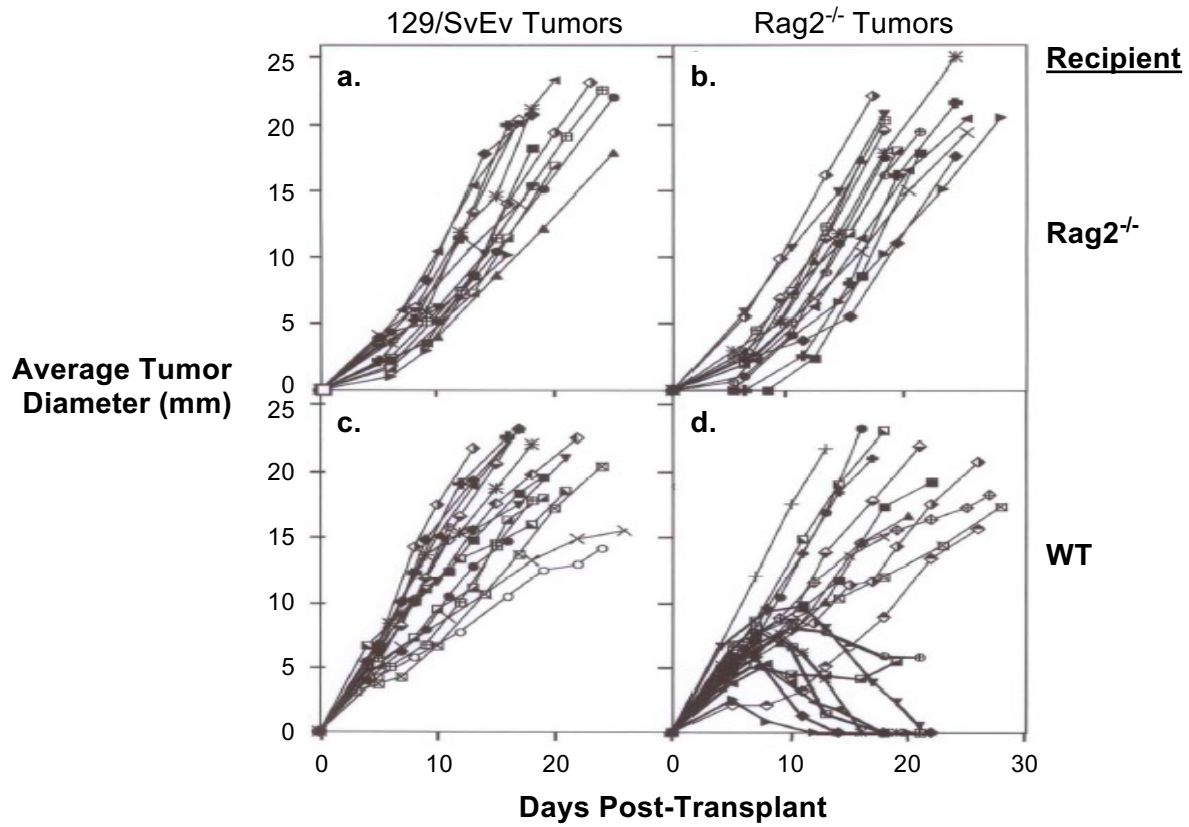 129/SvEv Tumors
Rag2-/- Tumors
Recipient
a.
b.
25
20
15
10
5
0
Rag2-/-
Average Tumor
Diameter (mm)
c.
d.
25
20
15
10
5
0
WT
0
10
20
0
10
20
30
Days Post-Transplant